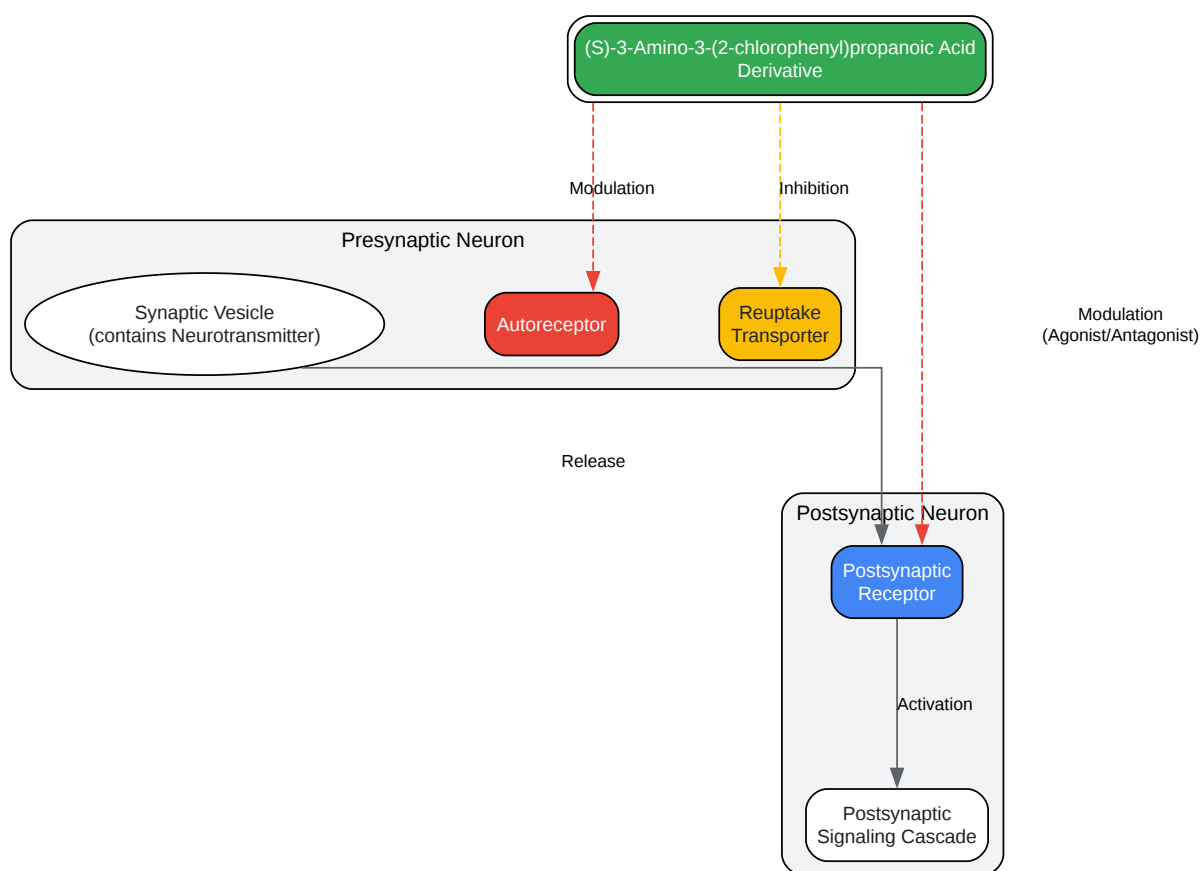 (S)-3-Amino-3-(2-chlorophenyl)propanoic Acid
Derivative
Modulation
Inhibition
Presynaptic Neuron
Synaptic Vesicle
(contains Neurotransmitter)
Autoreceptor
Reuptake
Transporter
Modulation
(Agonist/Antagonist)
Release
Postsynaptic Neuron
Postsynaptic
Receptor
Activation
Postsynaptic
Signaling Cascade